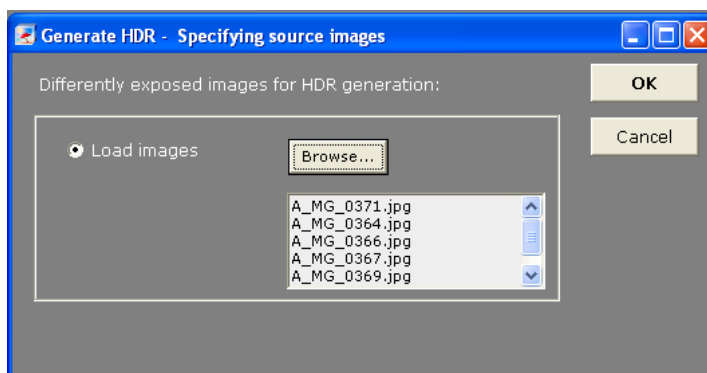 Generate HDR - Specifying source images
Differently exposed images for HDR generation:
OK
Cancel
Load images
Browse...
A_MG_0371.jpg
A_MG_0364.jpg
A_MG_0366.jpg
A_MG_0367.jpg
A_MG_0369.jpg